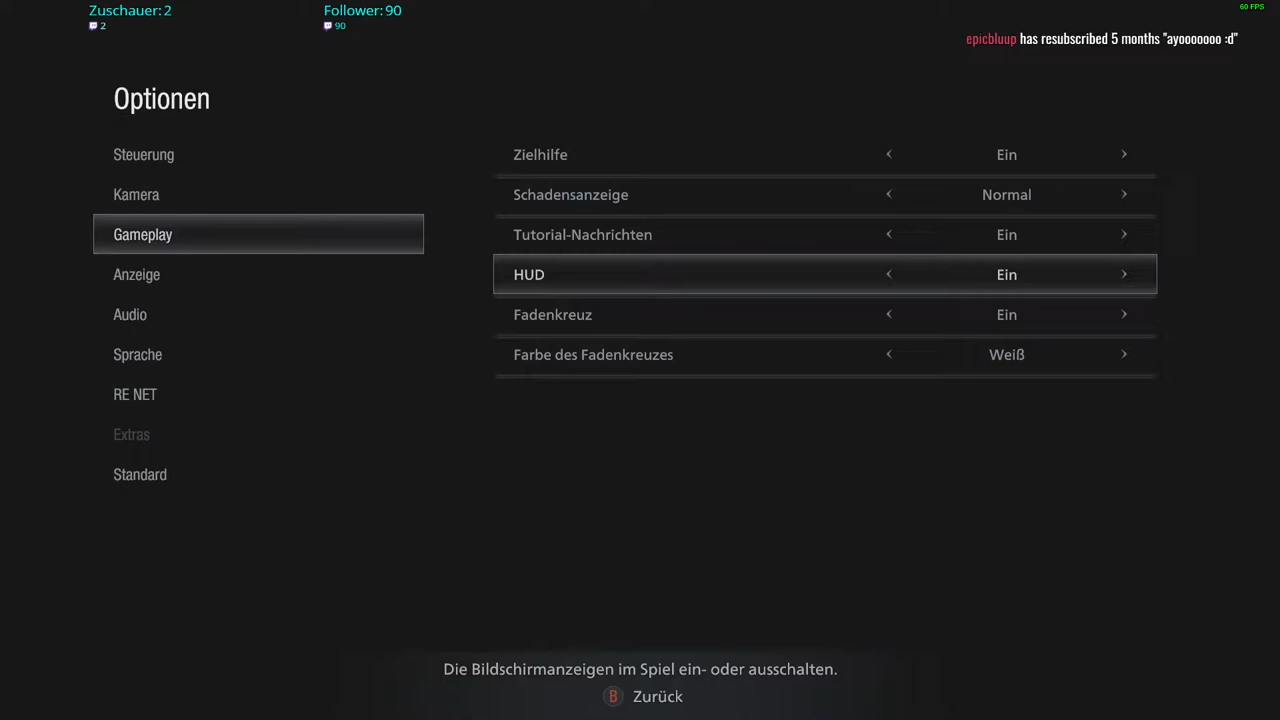 Zuschauer: 2
2
Follower: 90
90
60 FPS
epicbluup has resubscribed 5 months "ayooooooo :d"
Optionen
Steuerung
Kamera
Gameplay
Anzeige
Audio
Sprache
RE NET
Extras
Standard
Zielhilfe Ein
Schadensanzeige Normal
Tutorial-Nachrichten Ein
HUD Ein
Fadenkreuz Ein
Farbe des Fadenkreuzes Weiß
Die Bildschirmanzeigen im Spiel ein- oder ausschalten.
B Zurück